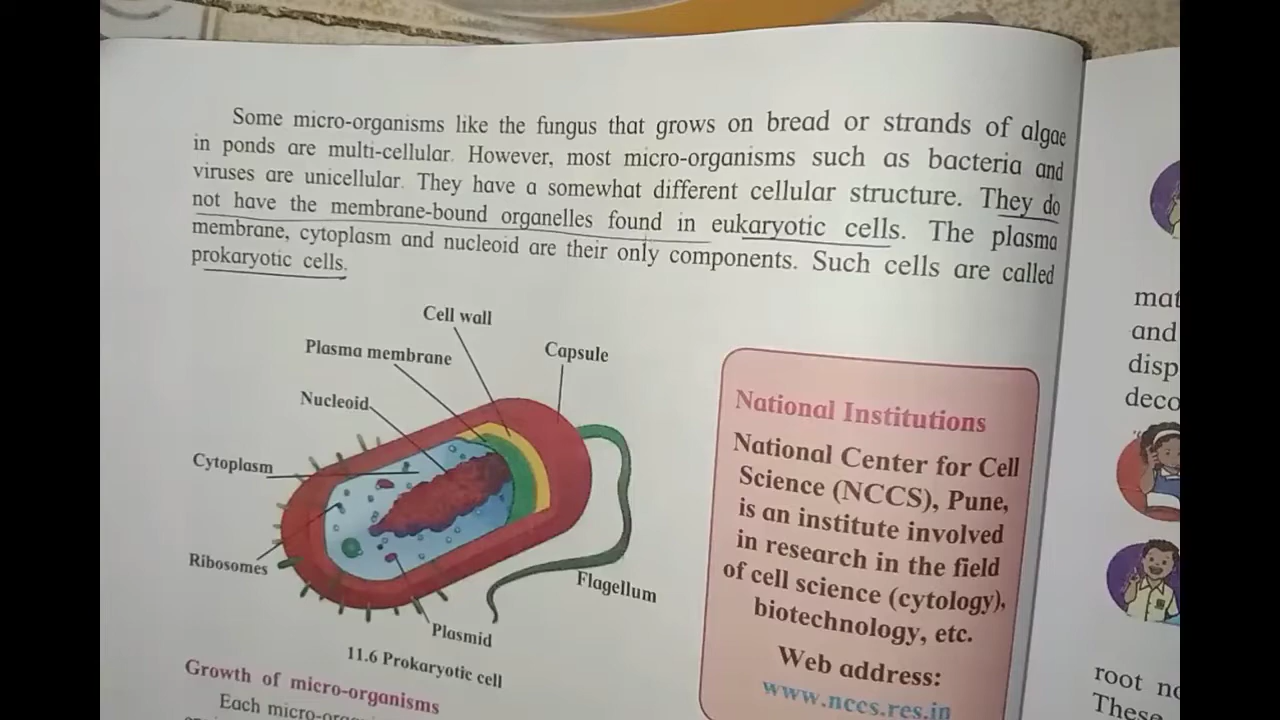 Some micro-organisms like the fungus that grows on bread or strands of algae
in ponds are multi-cellular. However, most micro-organisms such as bacteria and
viruses are unicellular. They have a somewhat different cellular structure. They do
not have the membrane-bound organelles found in eukaryotic cells. The plasma
membrane, cytoplasm and nucleoid are their only components. Such cells are called
prokaryotic cells.
Cell wall
Plasma membrane
Capsule
Nucleoid
Cytoplasm
Ribosomes
Flagellum
Plasmid
11.6 Prokaryotic cell
Growth of micro-organisms
Each
National Institutions
National Center for Cell
Science (NCCS), Pune,
is an institute involved
in research in the field
of cell science (cytology),
biotechnology, etc.
Web address:
www.nccs.res.in
and
root
These